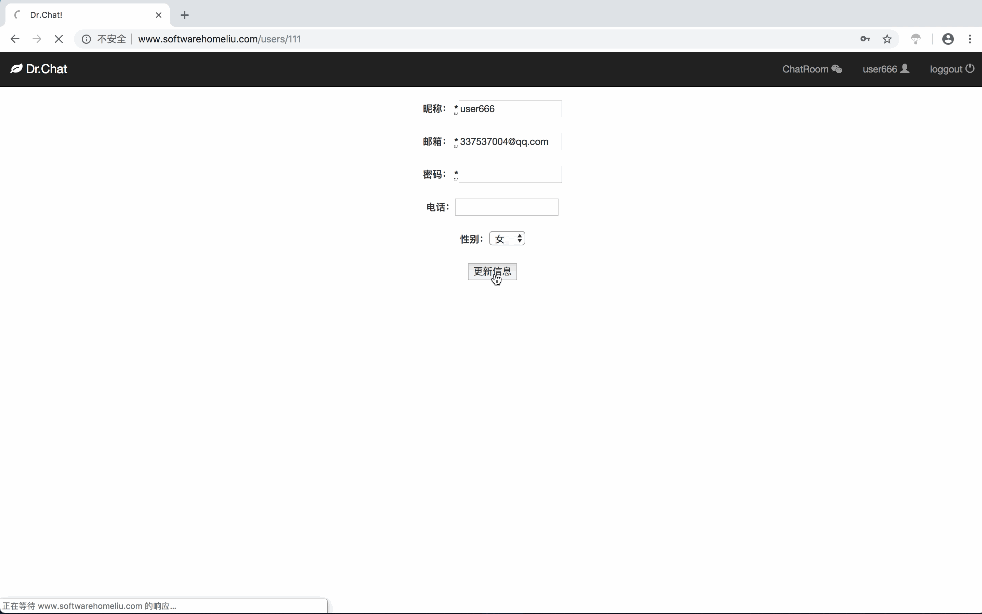 Dr.Chat!
不安全 www.softwarehomeliu.com/users/111
Dr.Chat ChatRoom user666 loggout
昵称: * user666
邮箱: * 337537004@qq.com
密码: *
电话:
性别: 女
更新信息
正在等待 www.softwarehomeliu.com 的响应...